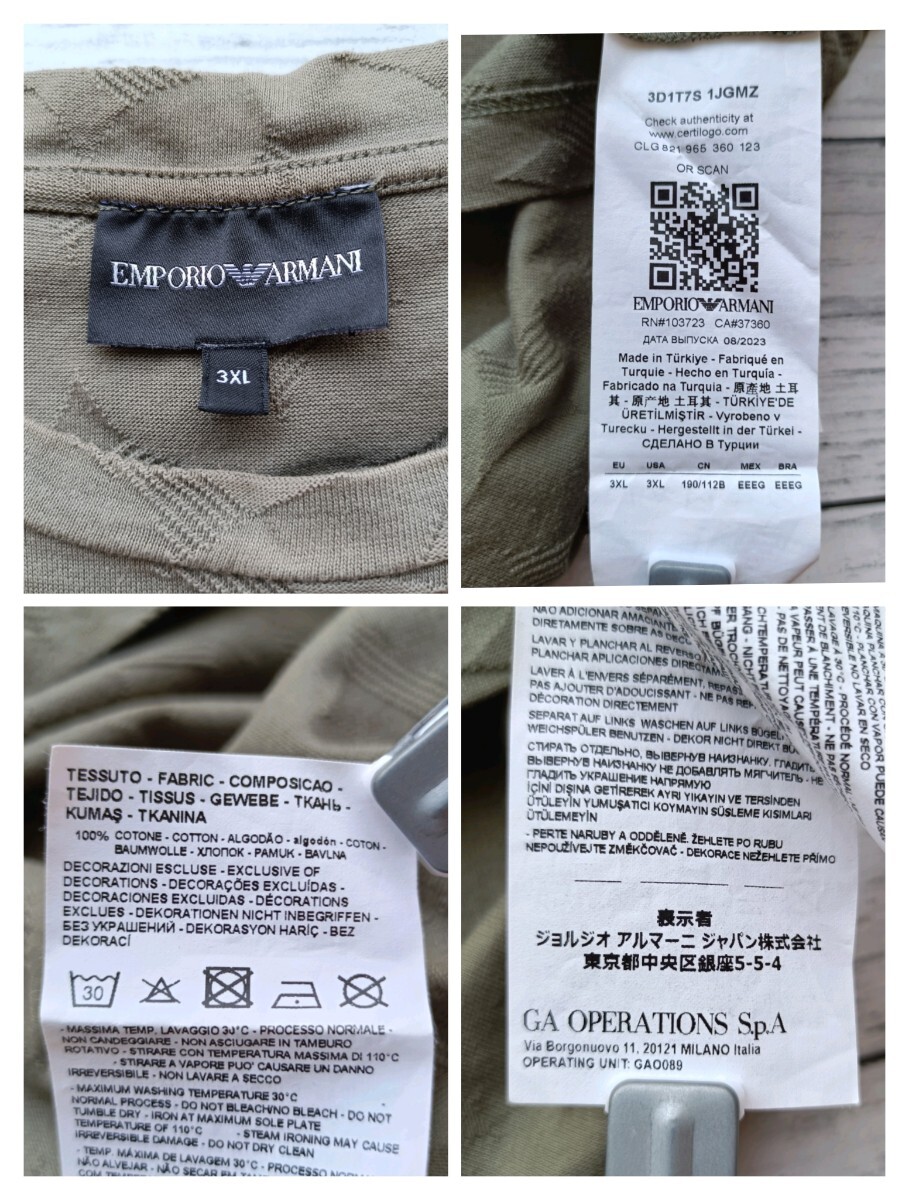 EMPORIO ARMANI
3XL
3D1T7S 1JGMZ
Check authenticity at
www.certilogo.com
CLG 821 965 360 123
OR SCAN
EMPORIO ARMANI
RN#103723 CA#37360
ДАТА ВЫПУСКА 08/2023
Made in Türkiye - Fabriqué en
Turquie - Hecho en Turquía -
Fabricado na Turquia - 原產地 土耳
其 - 原产地 土耳其 - TÜRKİYE'DE
ÜRETİLMİŞTİR - Vyrobeno v
Turecku - Hergestellt in der Türkei -
СДЕЛАНО В Турции
EU USA CN MEX BRA
3XL 3XL 190/112B EEEG EEEG
TESSUTO - FABRIC - COMPOSICAO -
TEJIDO - TISSUS - GEWEBE - ТКАНЬ -
KUMAŞ - TKANINA
100% COTONE - COTTON - ALGODÃO - algodón - COTON -
BAUMWOLLE - ХЛОПОК - PAMUK - BAVLNA
DECORAZIONI ESCLUSE - EXCLUSIVE OF
DECORATIONS - DECORAÇÕES EXCLUÍDAS -
DECORACIONES EXCLUIDAS - DÉCORATIONS
EXCLUES - DEKORATIONEN NICHT INBEGRIFFEN -
БЕЗ УКРАШЕНИЙ - DEKORASYON HARİÇ - BEZ
DEKORACÍ
30
- MASSIMA TEMP. LAVAGGIO 30°C - PROCESSO NORMALE -
NON CANDEGGIARE - NON ASCIUGARE IN TAMBURO
ROTATIVO - STIRARE CON TEMPERATURA MASSIMA DI 110°C
- STIRARE A VAPORE PUO' CAUSARE UN DANNO
IRREVERSIBILE - NON LAVARE A SECCO
- MAXIMUM WASHING TEMPERATURE 30°C
NORMAL PROCESS - DO NOT BLEACH/NO BLEACH - DO NOT
TUMBLE DRY - IRON AT MAXIMUM SOLE PLATE
TEMPERATURE OF 110°C - STEAM IRONING MAY CAUSE
IRREVERSIBLE DAMAGE - DO NOT DRY CLEAN
- TEMP. MÁXIMA DE LAVAGEM 30°C - PROCESSO
NÃO ALVEJAR - NÃO SECAR EM
NAO ADICIONAR AMACIANTE
DIRETAMENTE SOBRE AS
LAVAR Y PLANCHAR AL REVERSO
PLANCHAR APLICACIONES
LAVER À L'ENVERS SÉPARÉMENT,
PAS AJOUTER D'ADOUCISSANT - NE PAS
DÉCORATION DIRECTEMENT
SEPARAT AUF LINKS WASCHEN AUF LINKS
WEICHSPÜLER BENUTZEN - DEKOR NICHT DIREKT
СТИРАТЬ ОТДЕЛЬНО, ВЫВЕРНУВ НАИЗНАНКУ. ГЛАДИТЬ,
ВЫВЕРНУВ НАИЗНАНКУ НЕ ДОБАВЛЯТЬ МЯГЧИТЕЛЬ - НЕ
ГЛАДИТЬ УКРАШЕНИЕ НАПРЯМУЮ
İÇİNİ DIŞINA GETİREREK AYRI YIKAYIN VE TERSİNDEN
ÜTÜLEYİN YUMUŞATICI KOYMAYIN SÜSLEME KISIMLARI
ÜTÜLEMEYİN
- PERTE NARUBY A ODDĚLENĚ. ŽEHLETE PO RUBU
NEPOUŽÍVEJTE ZMĚKČOVAČ - DEKORACE NEŽEHLETE PŘÍMO
表示者
ジョルジオ アルマーニ ジャパン株式会社
東京都中央区銀座5-5-4
GA OPERATIONS S.p.A
Via Borgonuovo 11, 20121 MILANO Italia
OPERATING UNIT: GAO089